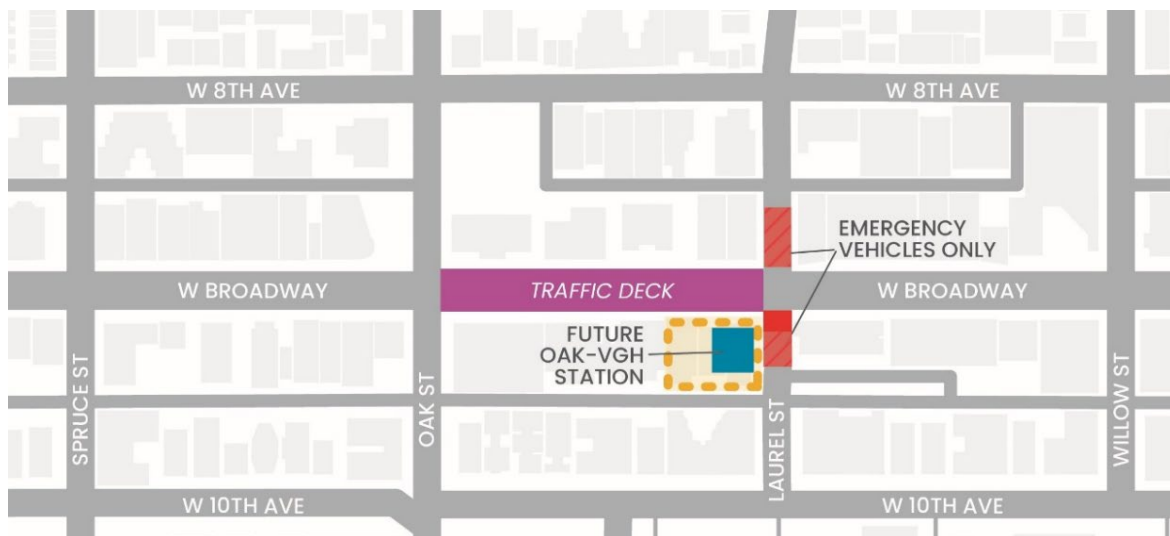 W 8TH AVE
W 8TH AVE
EMERGENCY
VEHICLES ONLY
W BROADWAY
TRAFFIC DECK
W BROADWAY
FUTURE
OAK-VGH
STATION
SPRUCE ST
OAK ST
LAUREL ST
WILLOW ST
W 10TH AVE
W 10TH AVE